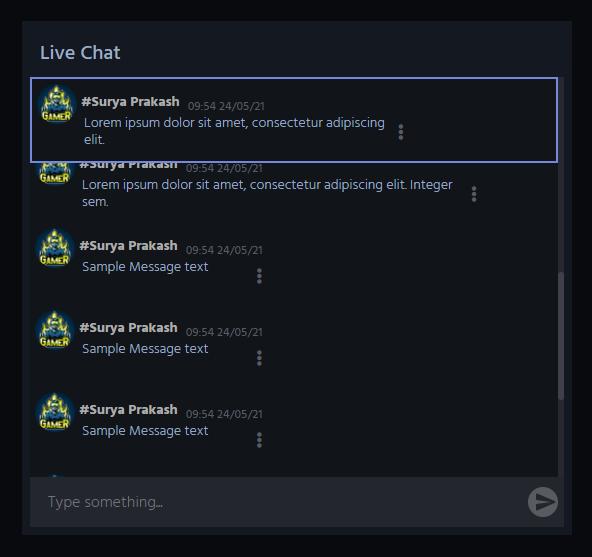 Live Chat
GAMER
#Surya Prakash 09:54 24/05/21
Lorem ipsum dolor sit amet, consectetur adipiscing
elit.
#Surya Prakash 09:54 24/05/21
GAMER
Lorem ipsum dolor sit amet, consectetur adipiscing elit. Integer
sem.
#Surya Prakash 09:54 24/05/21
GAMER
Sample Message text
#Surya Prakash 09:54 24/05/21
GAMER
Sample Message text
#Surya Prakash 09:54 24/05/21
GAMER
Sample Message text
Type something...